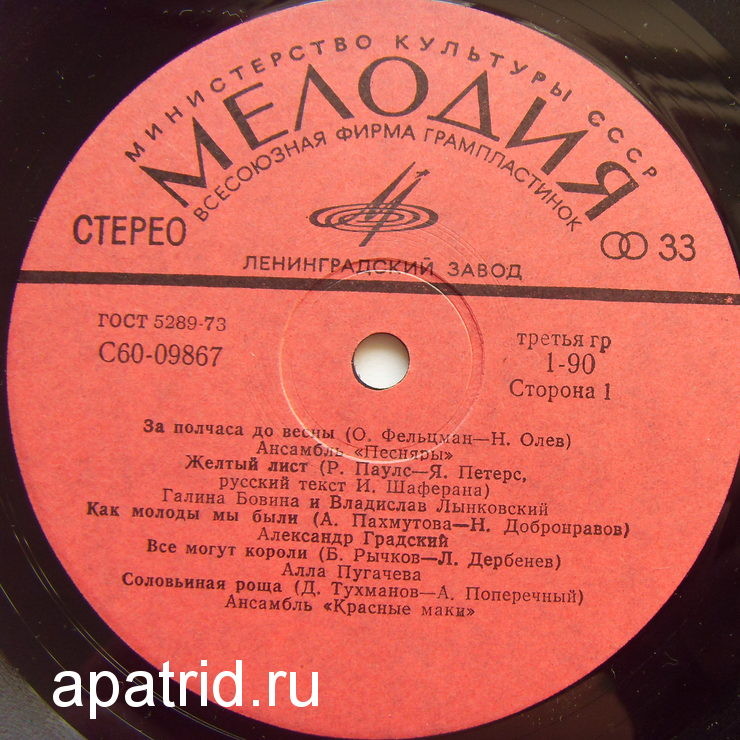 МИНИСТЕРСТВО КУЛЬТУРЫ СССР
МЕЛОДИЯ
ВСЕСОЮЗНАЯ ФИРМА ГРАМПЛАСТИНОК
СТЕРЕО
33
ЛЕНИНГРАДСКИЙ ЗАВОД
ГОСТ 5289-73
С60-09867
третья гр
1-90
Сторона 1
За полчаса до весны (О. Фельцман—Н. Олев)
Ансамбль «Песняры»
Желтый лист (Р. Паулс—Я. Петерс,
русский текст И. Шаферана)
Галина Бовина и Владислав Лынковский
Как молоды мы были (А. Пахмутова—Н. Добронравов)
Александр Градский
Все могут короли (Б. Рычков—Л. Дербенев)
Алла Пугачева
Соловьиная роща (Д. Тухманов—А. Поперечный)
Ансамбль «Красные маки»
apatrid.ru